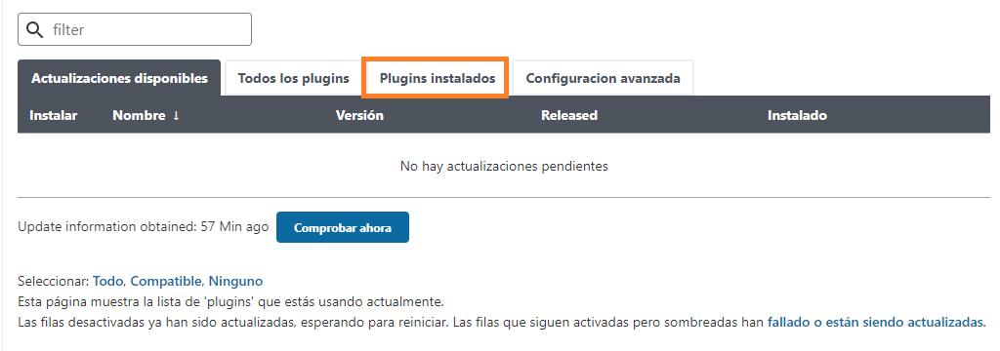 filter
Actualizaciones disponibles Todos los plugins Plugins instalados Configuracion avanzada
Instalar Nombre ↓ Versión Released Instalado
No hay actualizaciones pendientes
Update information obtained: 57 Min ago Comprobar ahora
Seleccionar: Todo, Compatible, Ninguno
Esta página muestra la lista de 'plugins' que estás usando actualmente.
Las filas desactivadas ya han sido actualizadas, esperando para reiniciar. Las filas que siguen activadas pero sombreadas han fallado o están siendo actualizadas.